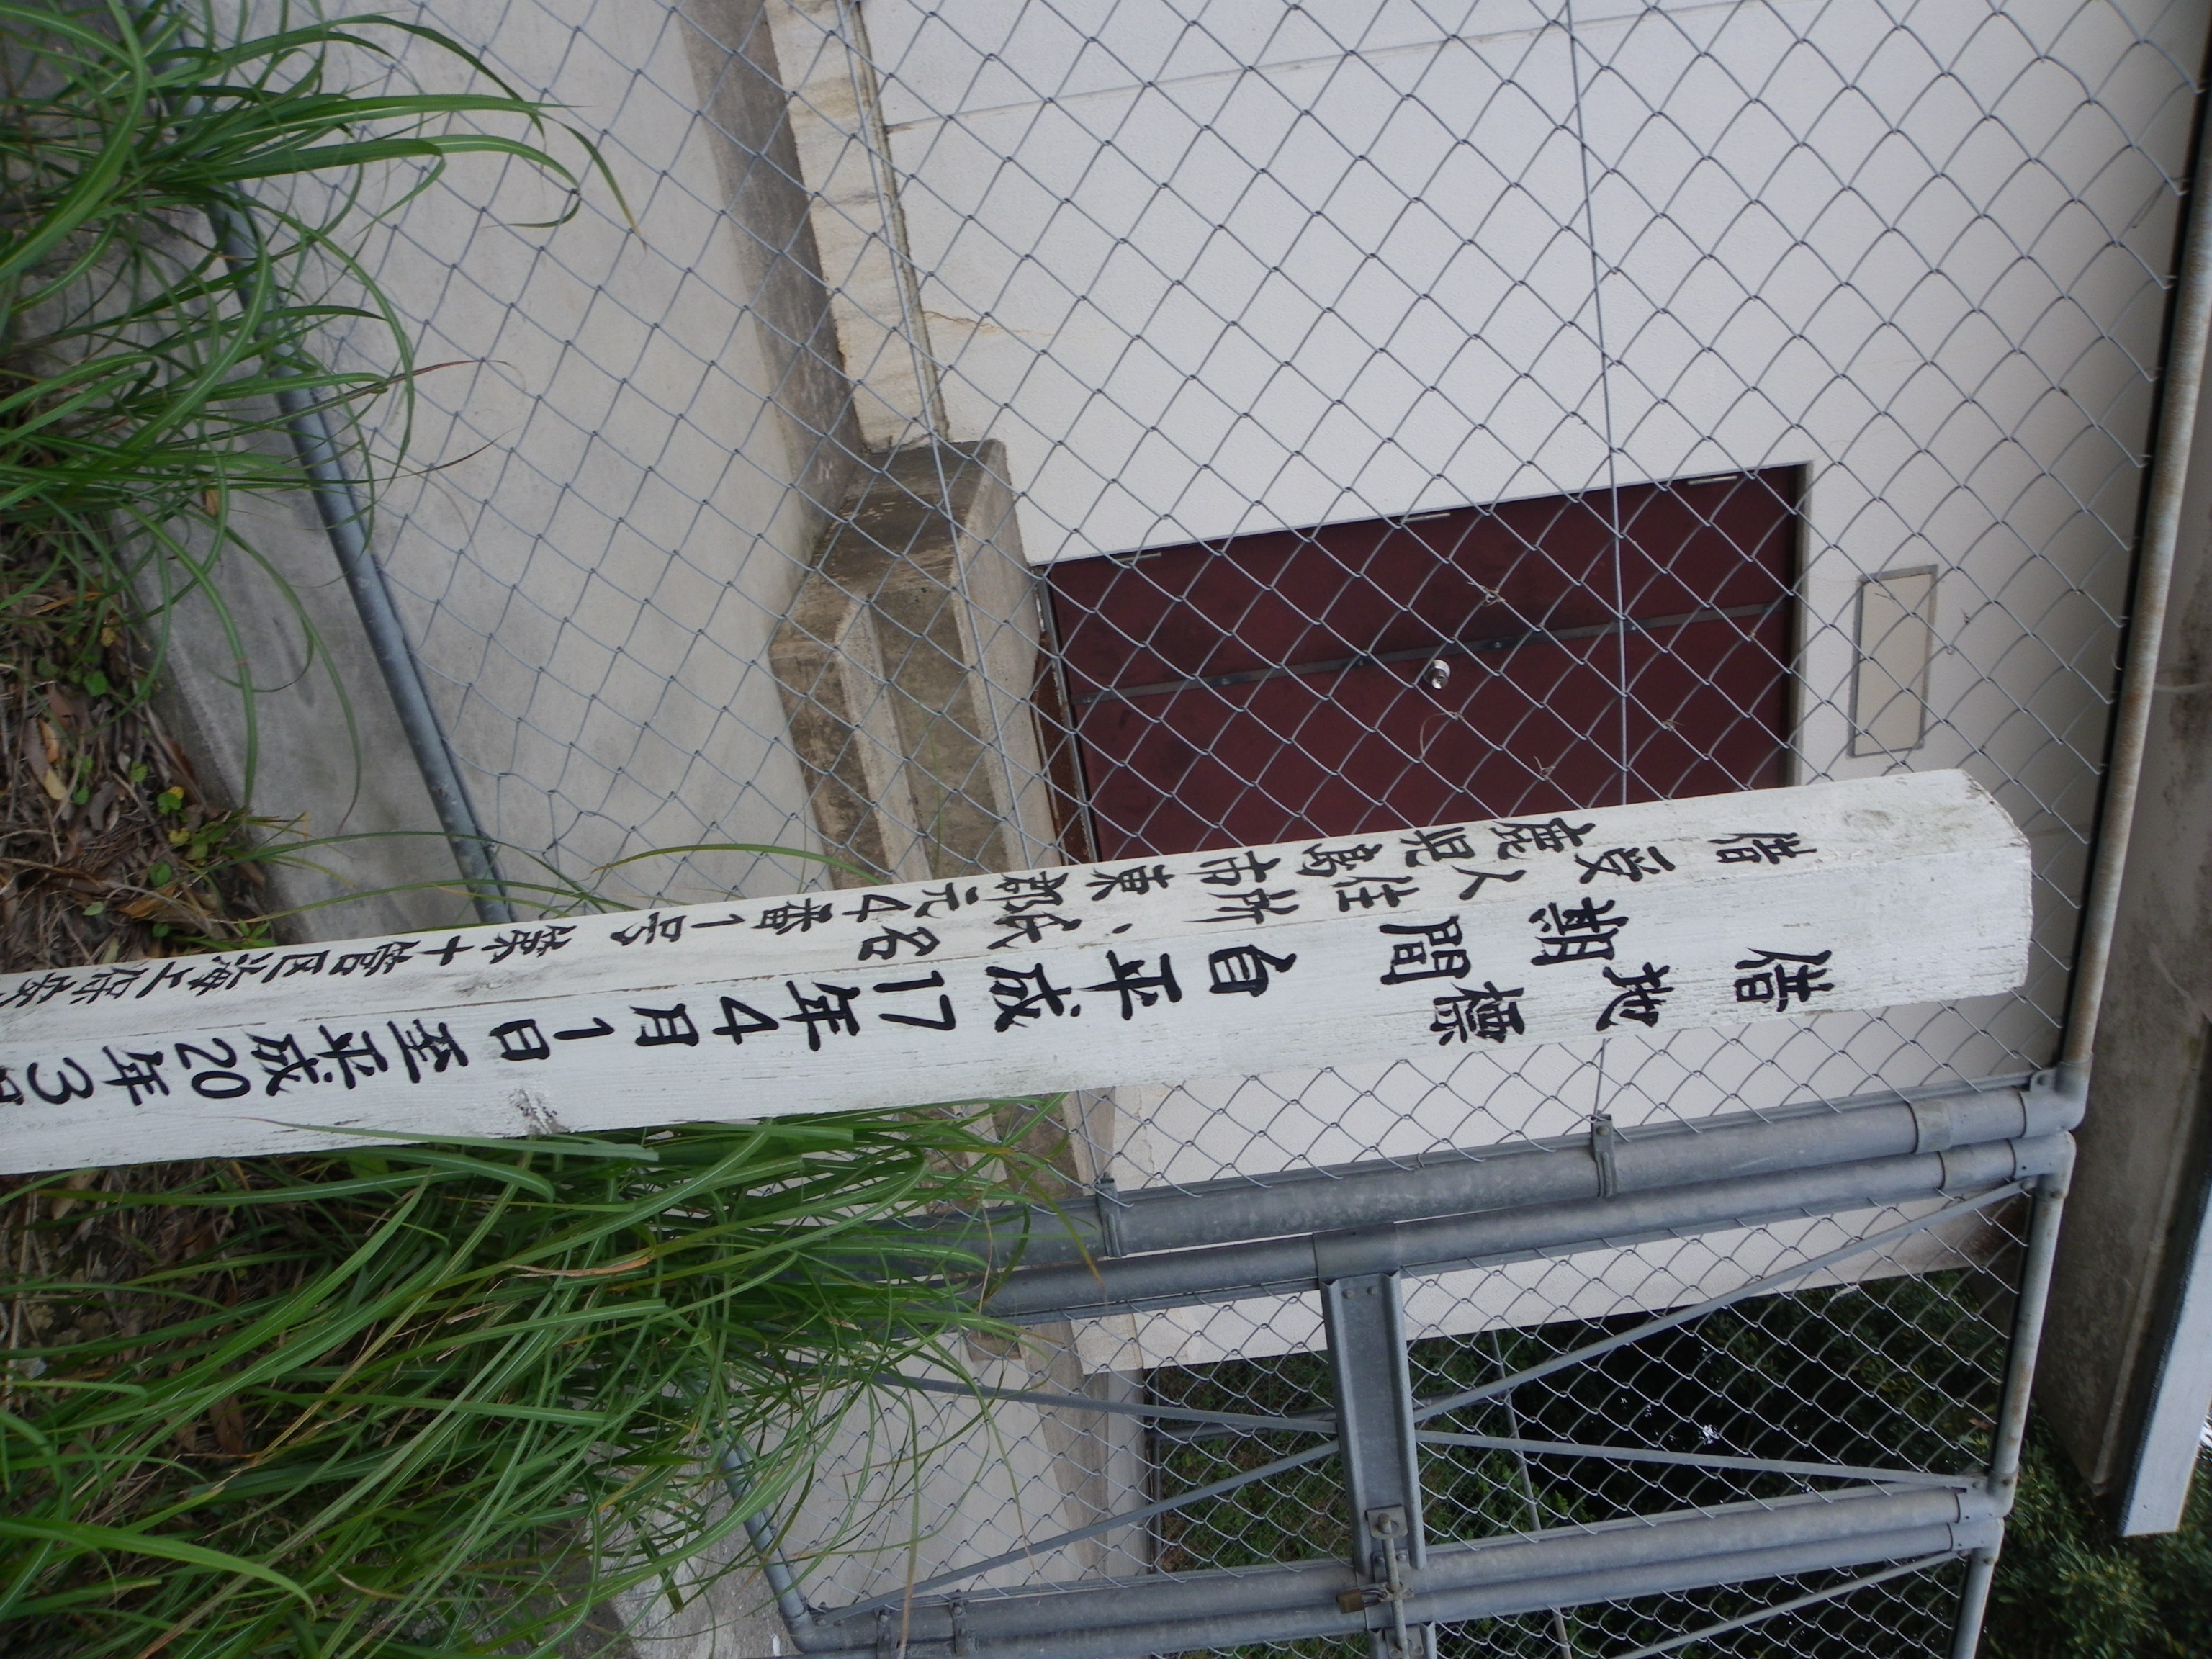 借地標
期間 自平成17年4月1日至平成20年3月
借受人住所、氏名
鹿児島市東郡元4番1号 第十管区海上保安